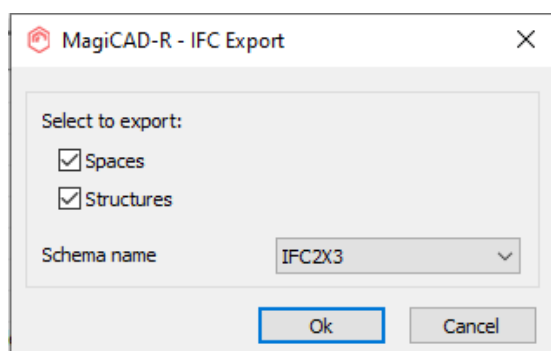 MagiCAD-R - IFC Export
Select to export:
Spaces
Structures
Schema name IFC2X3
Ok Cancel